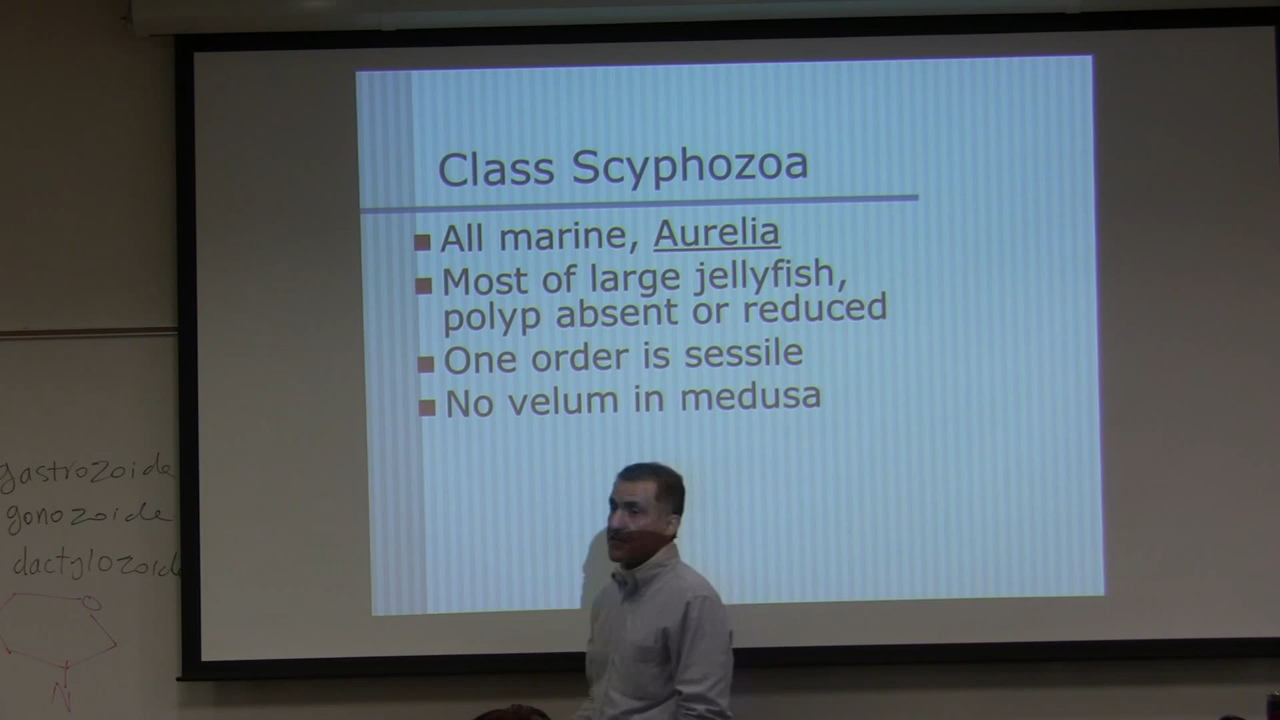 Class Scyphozoa
■ All marine, Aurelia
■ Most of large jellyfish,
polyp absent or reduced
■ One order is sessile
■ No velum in medusa
gastrozoide
gonozoide
dactylozoide
O
N